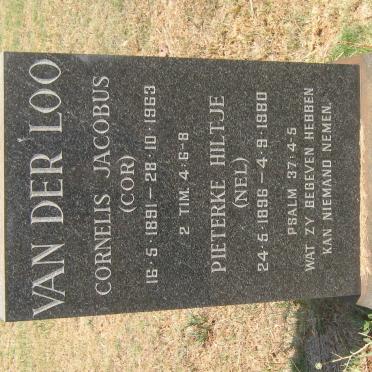 VAN DER LOO
CORNELIS JACOBUS
(COR)
16·5·1891 – 28·10·1963
2 TIM. 4:6-8
PIETERKE HILTJE
(NEL)
24·5·1896 – 4·9·1980
PSALM 37:4-5
WAT ZY GEGEVEN HEBBEN
KAN NIEMAND NEMEN.